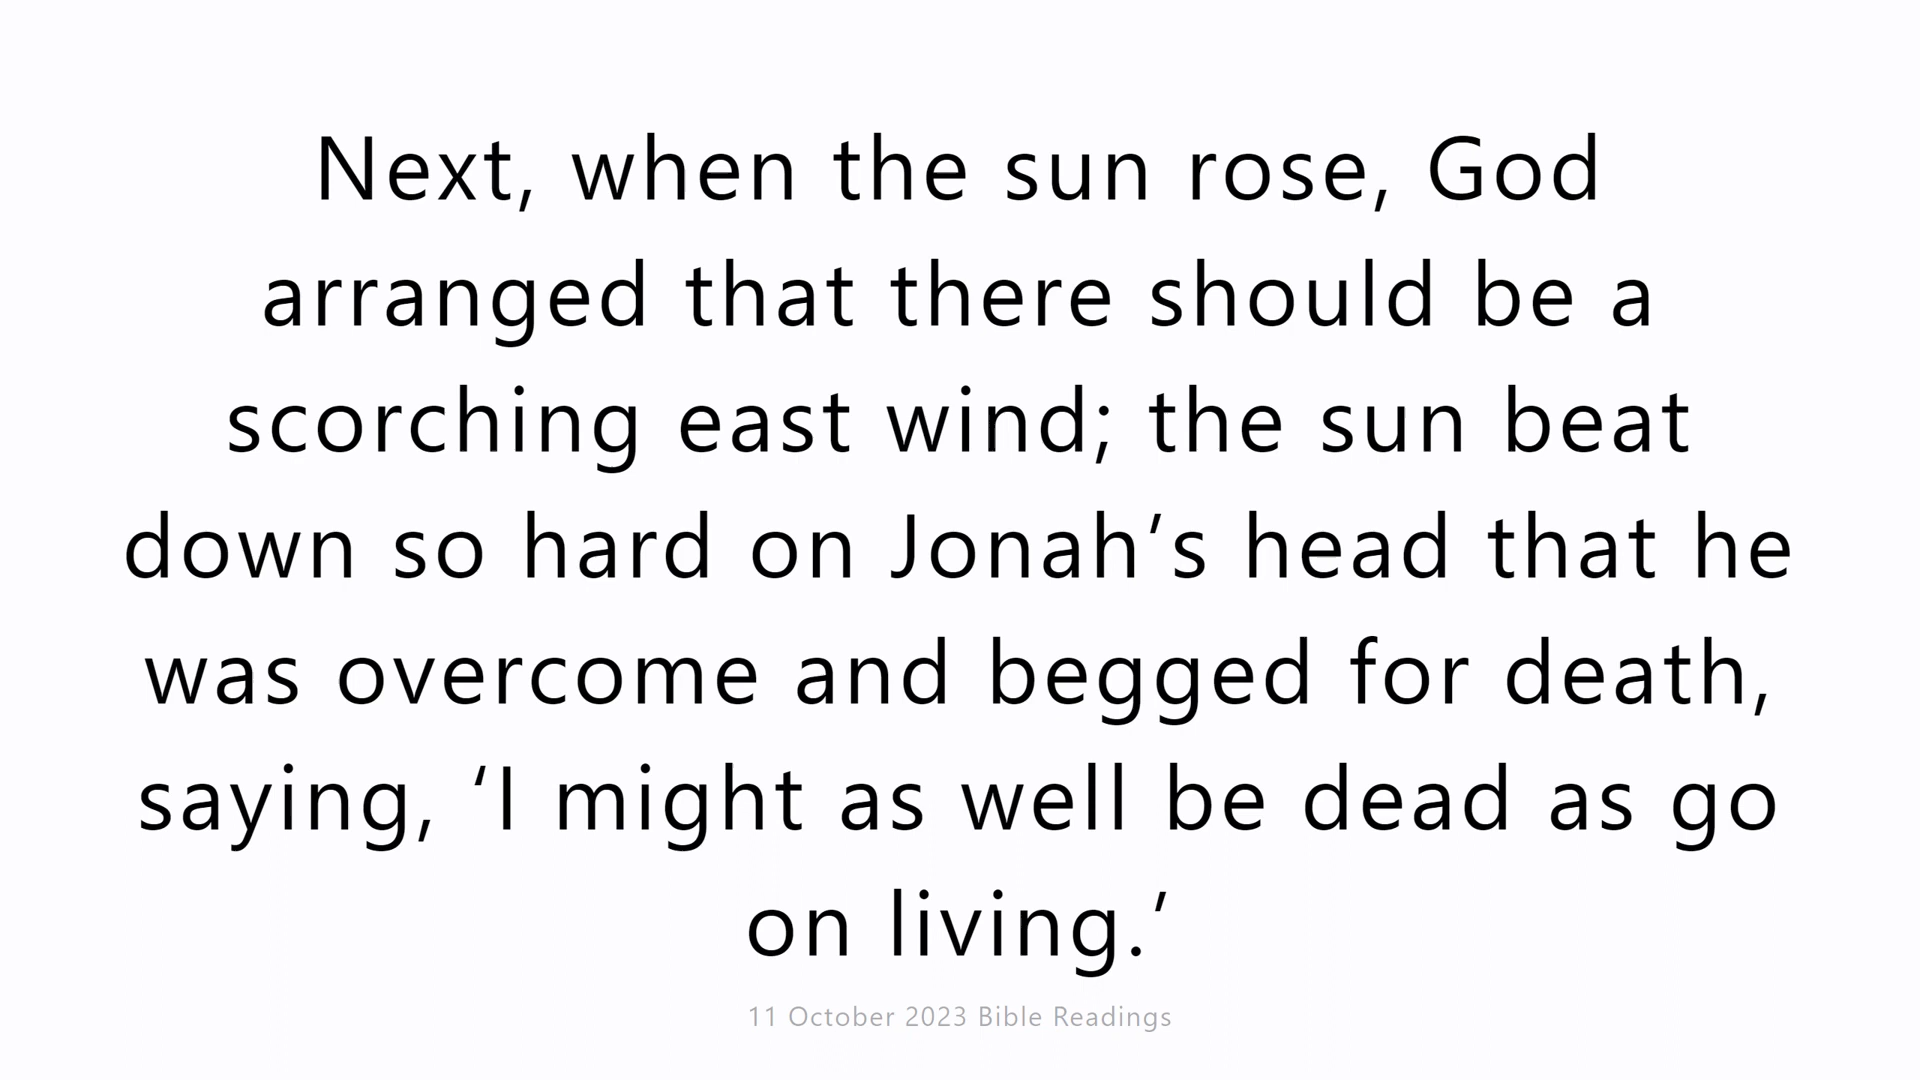 Next, when the sun rose, God
arranged that there should be a
scorching east wind; the sun beat
down so hard on Jonah’s head that he
was overcome and begged for death,
saying, ‘I might as well be dead as go
on living.’
11 October 2023 Bible Readings